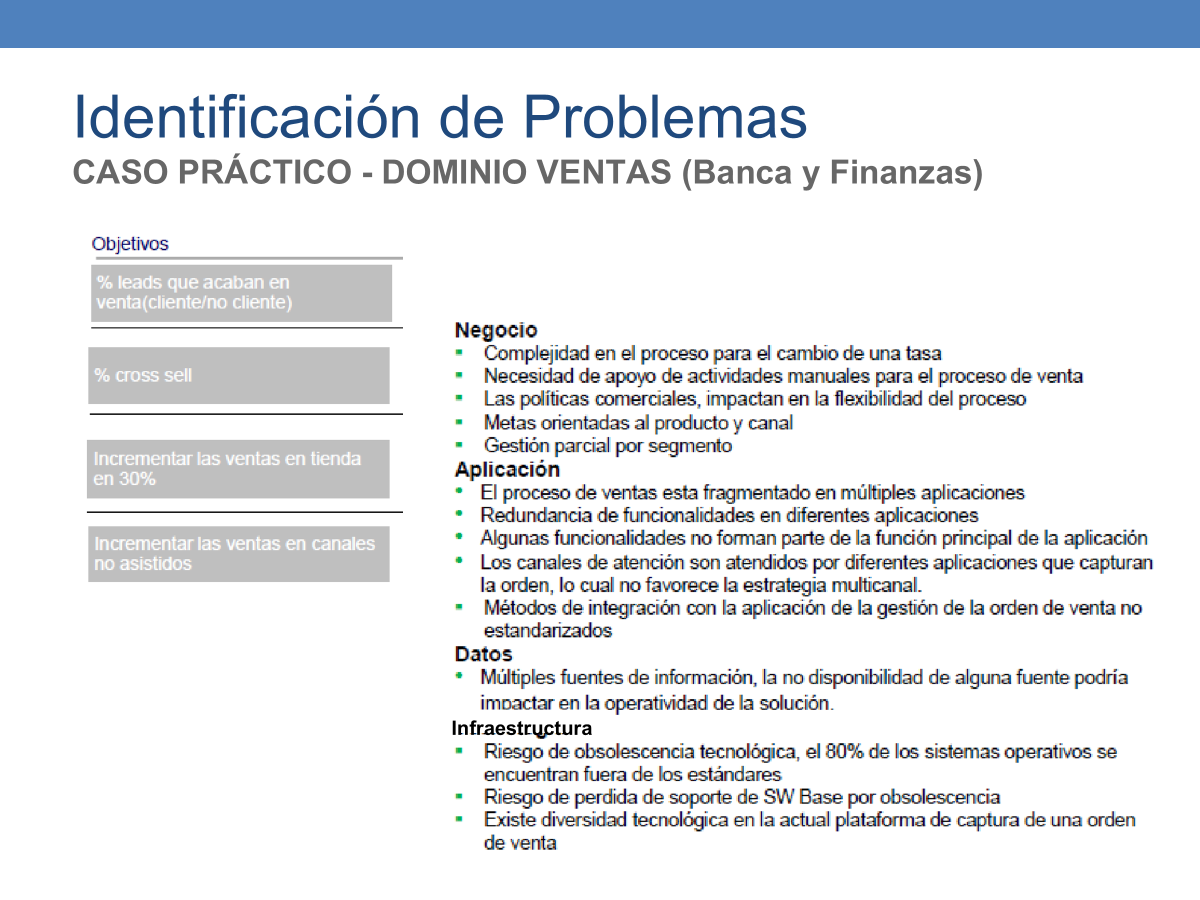 Identificación de Problemas
CASO PRÁCTICO - DOMINIO VENTAS (Banca y Finanzas)
Objetivos
% leads que acaban en
venta(cliente/no cliente)
% cross sell
Incrementar las ventas en tienda
en 30%
Incrementar las ventas en canales
no asistidos
Negocio
▪ Complejidad en el proceso para el cambio de una tasa
▪ Necesidad de apoyo de actividades manuales para el proceso de venta
▪ Las políticas comerciales, impactan en la flexibilidad del proceso
▪ Metas orientadas al producto y canal
▪ Gestión parcial por segmento
Aplicación
• El proceso de ventas esta fragmentado en múltiples aplicaciones
• Redundancia de funcionalidades en diferentes aplicaciones
• Algunas funcionalidades no forman parte de la función principal de la aplicación
• Los canales de atención son atendidos por diferentes aplicaciones que capturan
la orden, lo cual no favorece la estrategia multicanal.
▪ Métodos de integración con la aplicación de la gestión de la orden de venta no
estandarizados
Datos
• Múltiples fuentes de información, la no disponibilidad de alguna fuente podría
impactar en la operatividad de la solución.
Infraestructura
▪ Riesgo de obsolescencia tecnológica, el 80% de los sistemas operativos se
encuentran fuera de los estándares
▪ Riesgo de perdida de soporte de SW Base por obsolescencia
▪ Existe diversidad tecnológica en la actual plataforma de captura de una orden
de venta